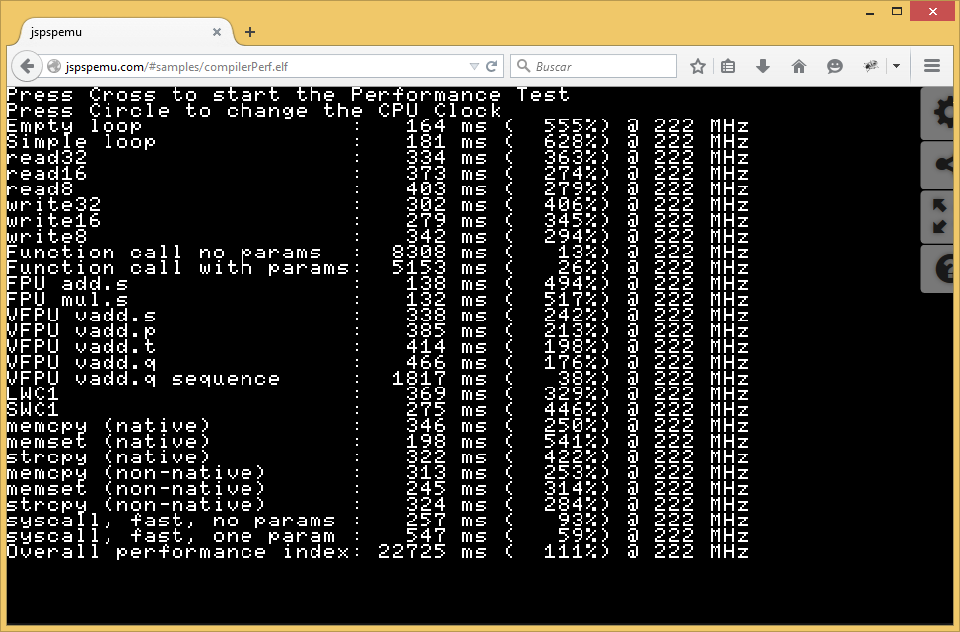 jspspemu
jspspemu.com/#samples/compilerPerf.elf
Buscar
Press Cross to start the Performance Test
Press Circle to change the CPU Clock
Empty loop : 164 ms ( 555%) @ 222 MHz
Simple loop : 181 ms ( 628%) @ 222 MHz
read32 : 334 ms ( 363%) @ 222 MHz
read16 : 373 ms ( 274%) @ 222 MHz
read8 : 403 ms ( 279%) @ 222 MHz
write32 : 302 ms ( 406%) @ 222 MHz
write16 : 279 ms ( 345%) @ 222 MHz
write8 : 342 ms ( 294%) @ 222 MHz
Function call no params : 8308 ms ( 13%) @ 222 MHz
Function call with params: 5153 ms ( 26%) @ 222 MHz
FPU add.s : 138 ms ( 494%) @ 222 MHz
FPU mul.s : 132 ms ( 517%) @ 222 MHz
VFPU vadd.s : 338 ms ( 242%) @ 222 MHz
VFPU vadd.p : 385 ms ( 213%) @ 222 MHz
VFPU vadd.t : 414 ms ( 198%) @ 222 MHz
VFPU vadd.q : 466 ms ( 176%) @ 222 MHz
VFPU vadd.q sequence : 1817 ms ( 38%) @ 222 MHz
LWC1 : 369 ms ( 329%) @ 222 MHz
SWC1 : 275 ms ( 446%) @ 222 MHz
memcpy (native) : 346 ms ( 250%) @ 222 MHz
memset (native) : 198 ms ( 541%) @ 222 MHz
strcpy (native) : 322 ms ( 422%) @ 222 MHz
memcpy (non-native) : 313 ms ( 253%) @ 222 MHz
memset (non-native) : 245 ms ( 314%) @ 222 MHz
strcpy (non-native) : 324 ms ( 284%) @ 222 MHz
syscall, fast, no params : 257 ms ( 93%) @ 222 MHz
syscall, fast, one param : 547 ms ( 59%) @ 222 MHz
Overall performance index: 22725 ms ( 111%) @ 222 MHz